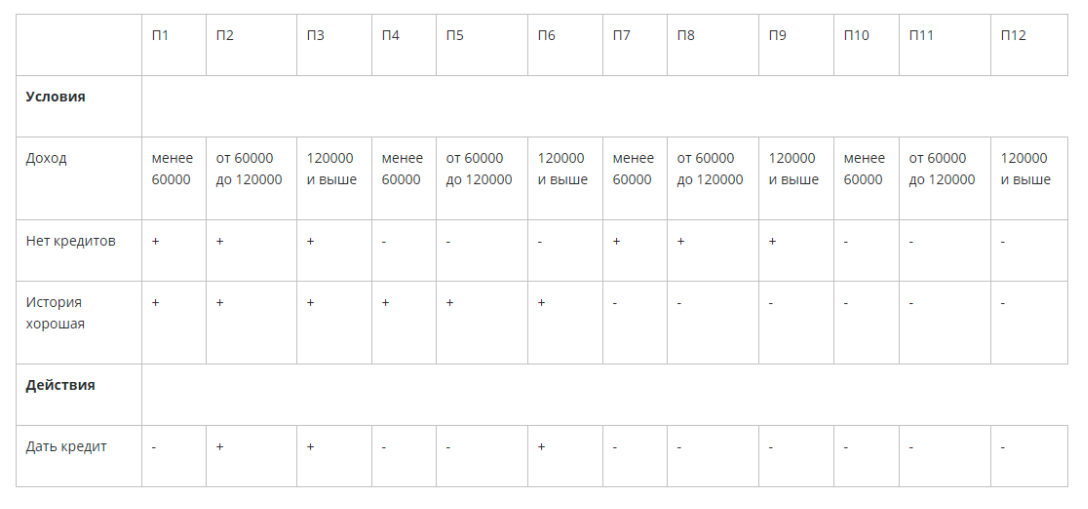 П1 П2 П3 П4 П5 П6 П7 П8 П9 П10 П11 П12
Условия
Доход менее от 60000 120000 менее от 60000 120000 менее от 60000 120000 менее от 60000 120000
60000 до 120000 и выше 60000 до 120000 и выше 60000 до 120000 и выше 60000 до 120000 и выше
Нет кредитов + + + - - - + + + - - -
История + + + + + + - - - - - -
хорошая
Действия
Дать кредит - + + - - + - - - - - -